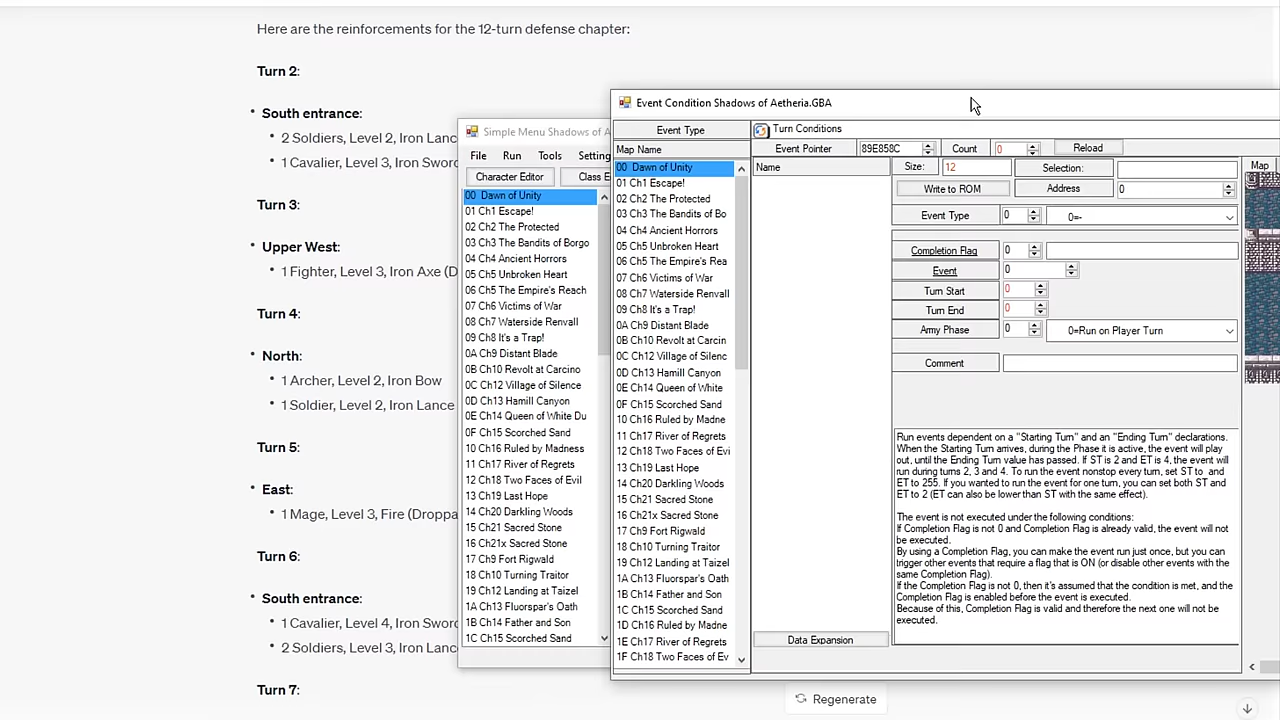 Here are the reinforcements for the 12-turn defense chapter:
Turn 2:
South entrance:
2 Soldiers, Level 2, Iron Lanc
1 Cavalier, Level 3, Iron Sword
Turn 3:
Upper West:
1 Fighter, Level 3, Iron Axe (D
Turn 4:
North:
1 Archer, Level 2, Iron Bow
1 Soldier, Level 2, Iron Lance
Turn 5:
East:
1 Mage, Level 3, Fire (Droppa
Turn 6:
South entrance:
1 Cavalier, Level 4, Iron Sword
2 Soldiers, Level 3, Iron Lanc
Turn 7:
Regenerate
Simple Menu Shadows of A
File Run Tools Setting
Character Editor Class E
00 Dawn of Unity
01 Ch1 Escape!
02 Ch2 The Protected
03 Ch3 The Bandits of Borgo
04 Ch4 Ancient Horrors
05 Ch5 Unbroken Heart
06 Ch5 The Empire's Reach
07 Ch6 Victims of War
08 Ch7 Waterside Renvall
09 Ch8 It's a Trap!
0A Ch9 Distant Blade
0B Ch10 Revolt at Carcino
0C Ch12 Village of Silence
0D Ch13 Hamill Canyon
0E Ch14 Queen of White Du
0F Ch15 Scorched Sand
10 Ch16 Ruled by Madness
11 Ch17 River of Regrets
12 Ch18 Two Faces of Evil
13 Ch19 Last Hope
14 Ch20 Darkling Woods
15 Ch21 Sacred Stone
16 Ch21x Sacred Stone
17 Ch9 Fort Rigwald
18 Ch10 Turning Traitor
19 Ch12 Landing at Taizel
1A Ch13 Fluorspar's Oath
1B Ch14 Father and Son
1C Ch15 Scorched Sand
Event Condition Shadows of Aetheria.GBA
Event Type
Map Name
00 Dawn of Unity
01 Ch1 Escape!
02 Ch2 The Protected
03 Ch3 The Bandits of Bo
04 Ch4 Ancient Horrors
05 Ch5 Unbroken Heart
06 Ch5 The Empire's Rea
07 Ch6 Victims of War
08 Ch7 Waterside Renvall
09 Ch8 It's a Trap!
0A Ch9 Distant Blade
0B Ch10 Revolt at Carcin
0C Ch12 Village of Silenc
0D Ch13 Hamill Canyon
0E Ch14 Queen of White
0F Ch15 Scorched Sand
10 Ch16 Ruled by Madne
11 Ch17 River of Regrets
12 Ch18 Two Faces of Evi
13 Ch19 Last Hope
14 Ch20 Darkling Woods
15 Ch21 Sacred Stone
16 Ch21x Sacred Stone
17 Ch9 Fort Rigwald
18 Ch10 Turning Traitor
19 Ch12 Landing at Taizel
1A Ch13 Fluorspar's Oath
1B Ch14 Father and Son
1C Ch15 Scorched Sand
1D Ch16 Ruled by Madne
1E Ch17 River of Regrets
1F Ch18 Two Faces of Ev
Turn Conditions
Event Pointer 89E858C Count 0 Reload
Name
Data Expansion
Size: 12 Selection:
Write to ROM Address 0
Event Type 0 0=-
Completion Flag 0
Event 0
Turn Start 0
Turn End 0
Army Phase 0 0=Run on Player Turn
Comment
Run events dependent on a "Starting Turn" and an "Ending Turn" declarations.
When the Starting Turn arrives, during the Phase it is active, the event will play
out, until the Ending Turn value has passed. If ST is 2 and ET is 4, the event will
run during turns 2, 3 and 4. To run the event nonstop every turn, set ST to and
ET to 255. If you wanted to run the event for one turn, you can set both ST and
ET to 2 (ET can also be lower than ST with the same effect).
The event is not executed under the following conditions:
If Completion Flag is not 0 and Completion Flag is already valid, the event will not
be executed.
By using a Completion Flag, you can make the event run just once, but you can
trigger other events that require a flag that is ON (or disable other events with the
same Completion Flag).
If the Completion Flag is not 0, then it's assumed that the condition is met, and the
Completion Flag is enabled before the event is executed.
Because of this, Completion Flag is valid and therefore the next one will not be
executed.
Map